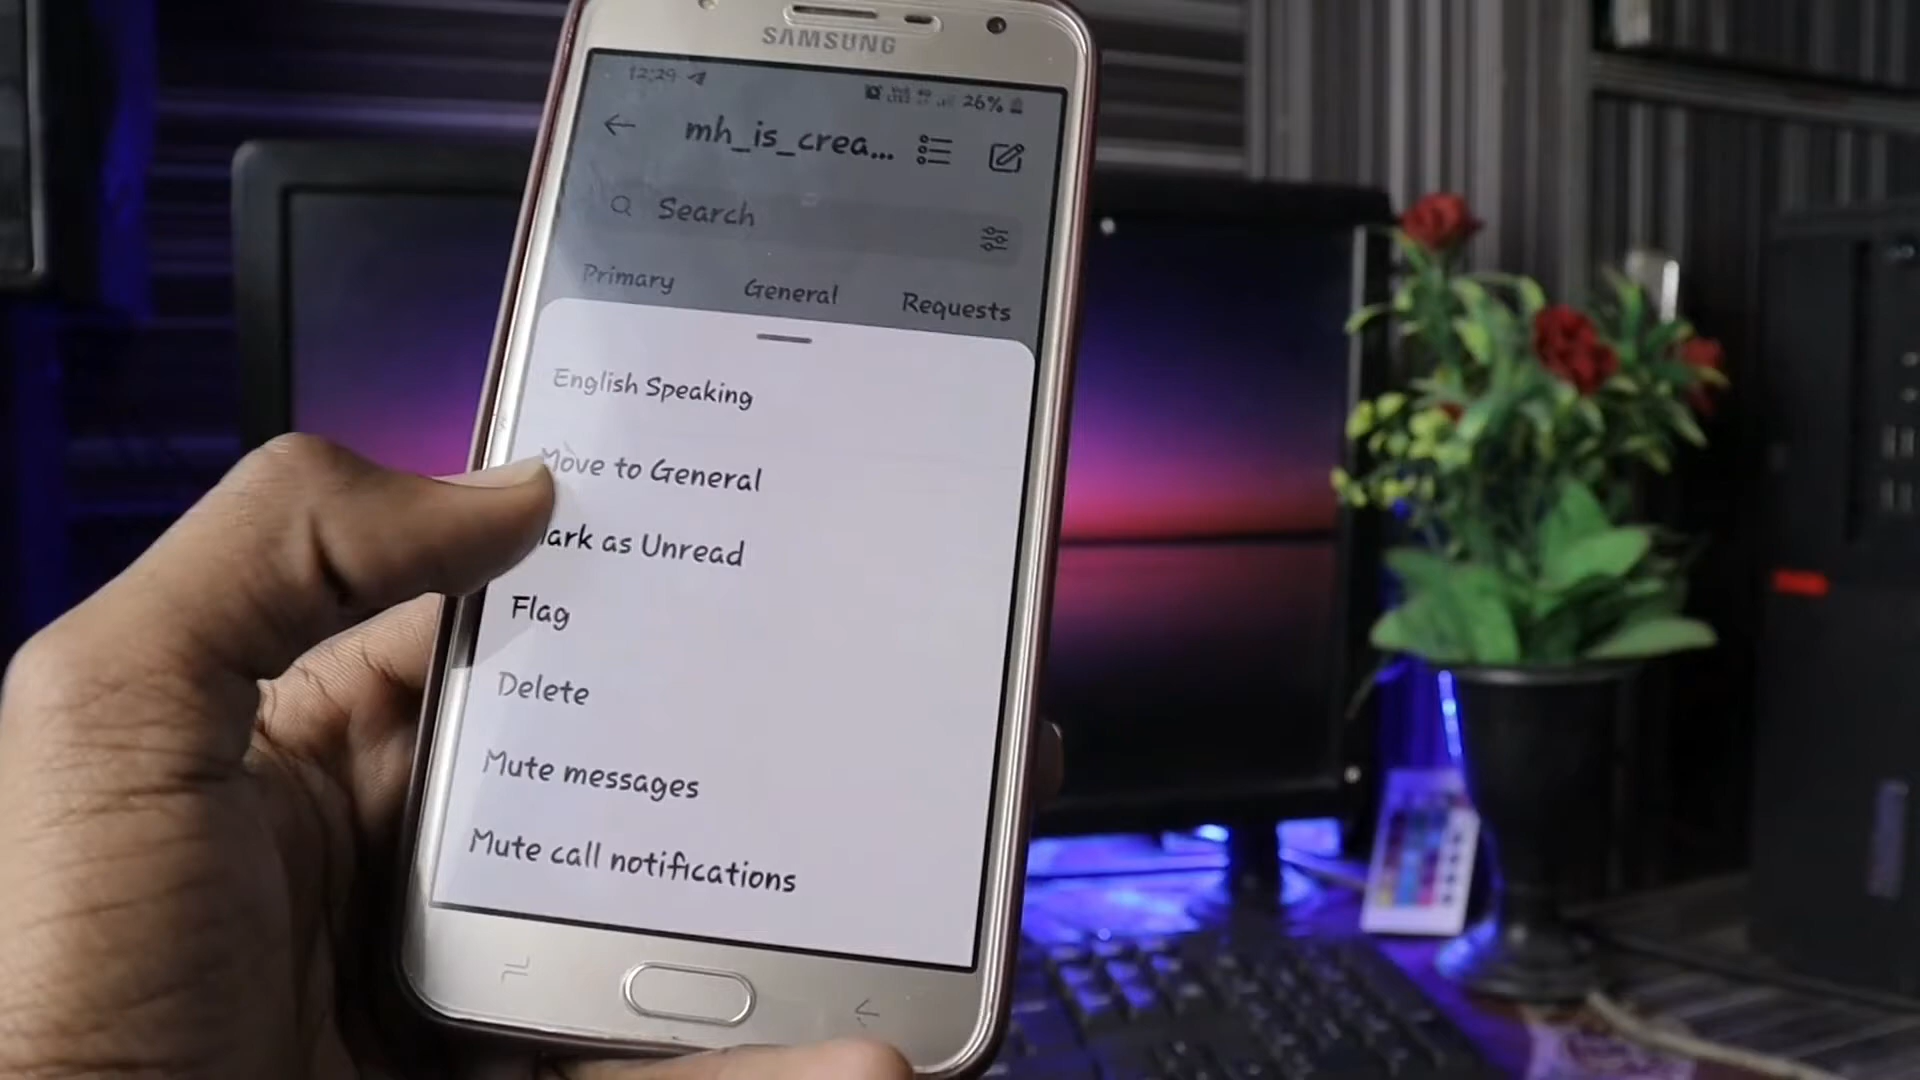 SAMSUNG
12:29
26%
mh_is_crea...
Search
Primary General Requests
English Speaking
Move to General
ark as Unread
Flag
Delete
Mute messages
Mute call notifications